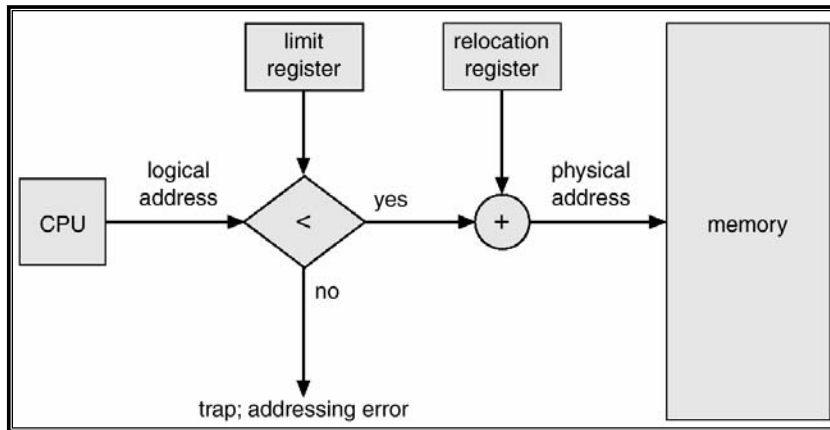 limit
register
relocation
register
logical
address
physical
address
CPU
<
yes
+
memory
no
trap; addressing error